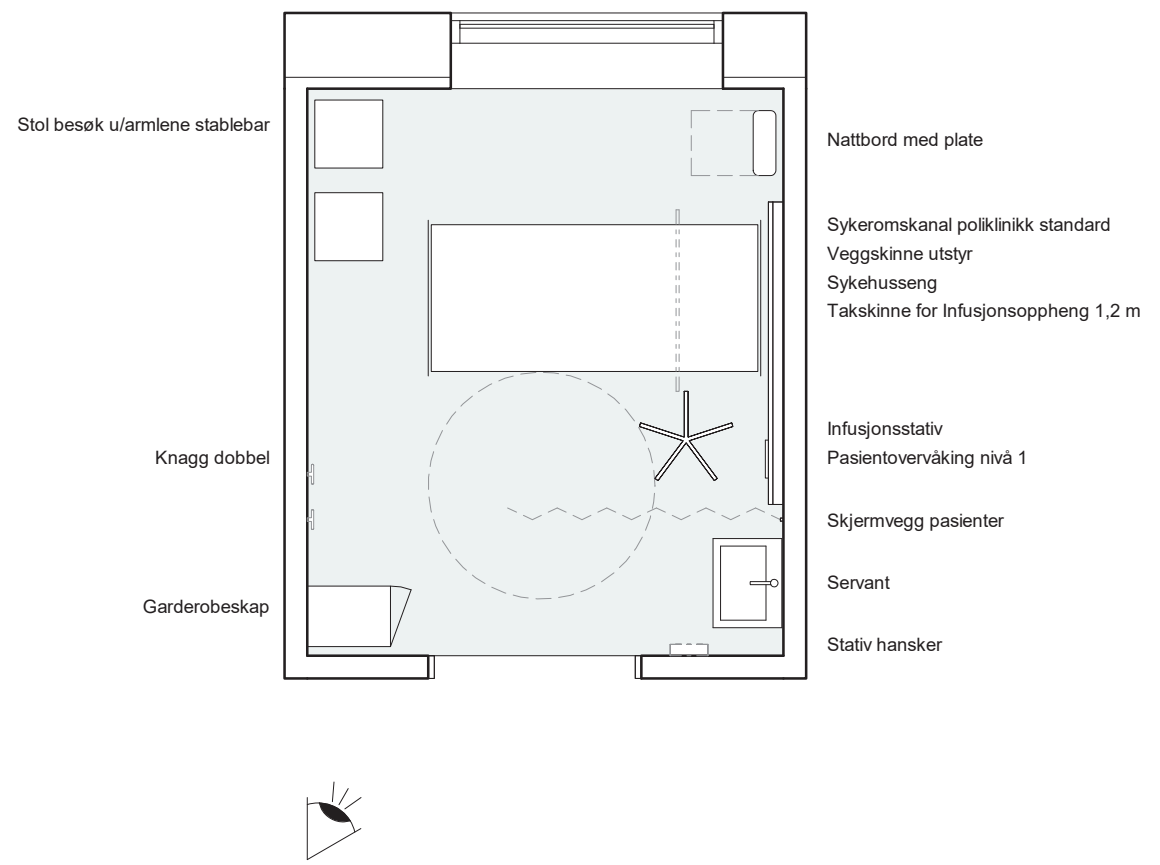 Stol besøk u/armlene stablebar
Knagg dobbel
Garderobeskap
Nattbord med plate
Sykeromskanal poliklinikk standard
Veggskinne utstyr
Sykehusseng
Takskinne for Infusjonsoppheng 1,2 m
Infusjonsstativ
Pasientovervåking nivå 1
Skjermvegg pasienter
Servant
Stativ hansker